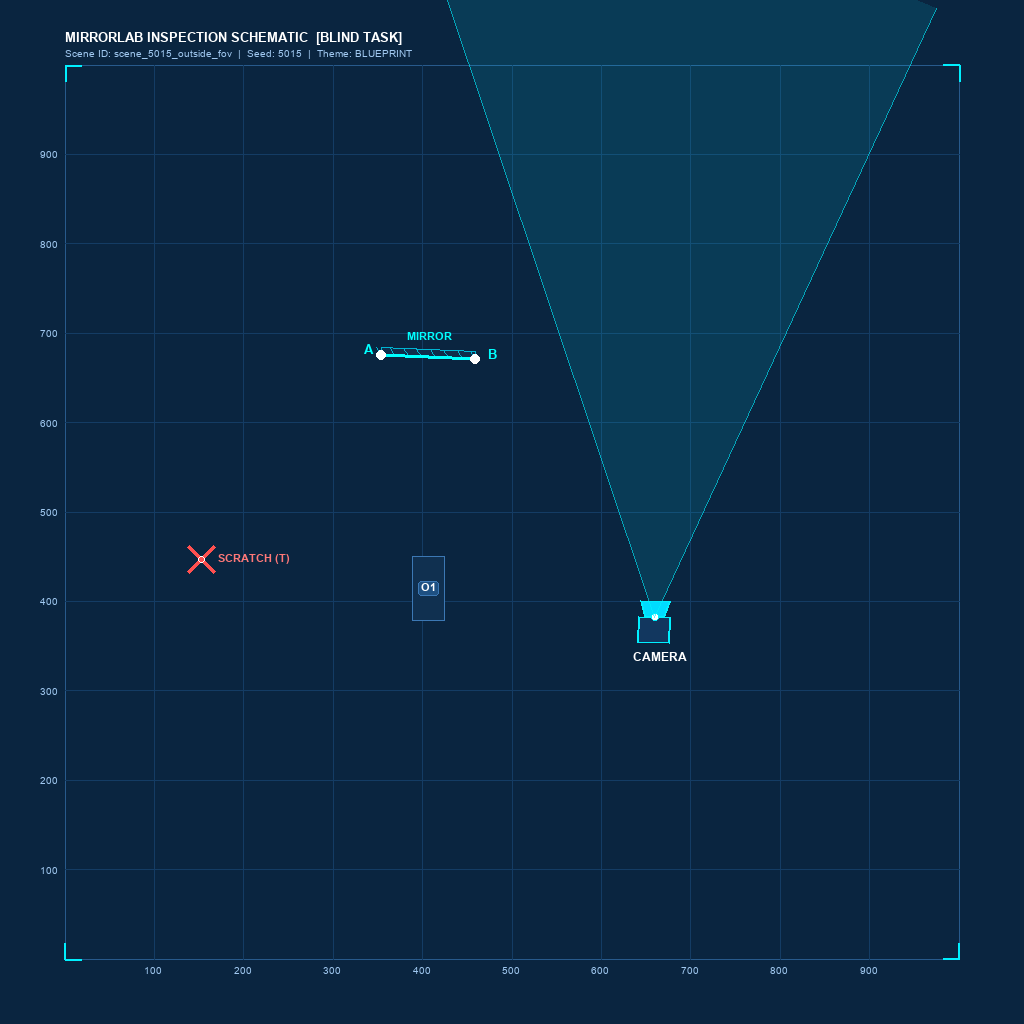 MIRRORLAB INSPECTION SCHEMATIC [BLIND TASK]
Scene ID: scene_5015_outside_fov | Seed: 5015 | Theme: BLUEPRINT
900
800
700
600
500
400
300
200
100
MIRROR
A
B
SCRATCH (T)
O1
CAMERA
100 200 300 400 500 600 700 800 900